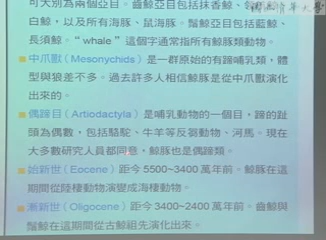 可大別為兩個亞目。齒鯨亞目包括抹香鯨、
白鯨，以及所有海豚、鼠海豚。鬚鯨亞目包括藍鯨、
長須鯨。“whale”這個字通常指所有鯨豚類動物。
中爪獸（Mesonychids）是一群原始的有蹄哺乳類，體
型與狼差不多。過去許多人相信鯨豚是從中爪獸演化
出來的。
偶蹄目（Artiodactyla）是哺乳動物的一個目，蹄的趾
頭為偶數，包括駱駝、牛羊等反芻動物、河馬。現在
大多數研究人員都同意，鯨豚也是偶蹄類。
始新世（Eocene）距今5500~3400萬年前。鯨豚在這
期間從陸棲動物演變成海棲動物。
漸新世（Oligocene）距今3400~2400萬年前。齒鯨與
鬚鯨在這期間從古鯨祖先演化出來。